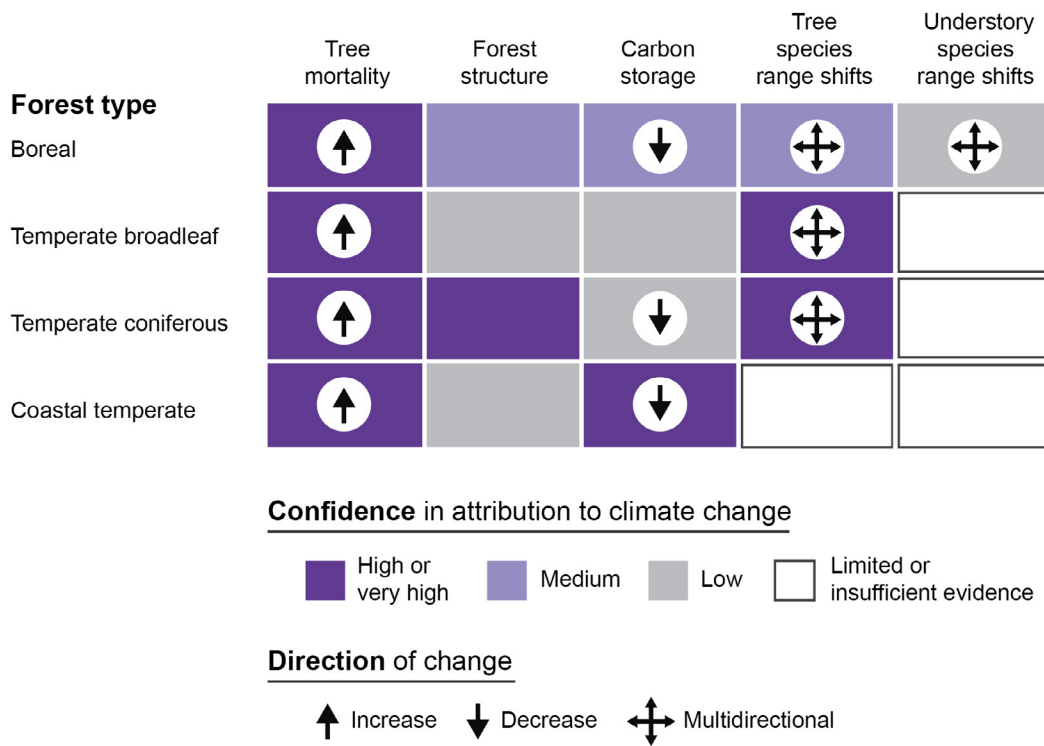 Tree mortality
Forest structure
Carbon storage
Tree species range shifts
Understory species range shifts
Forest type
Boreal
Temperate broadleaf
Temperate coniferous
Coastal temperate
Confidence in attribution to climate change
High or very high
Medium
Low
Limited or insufficient evidence
Direction of change
Increase
Decrease
Multidirectional